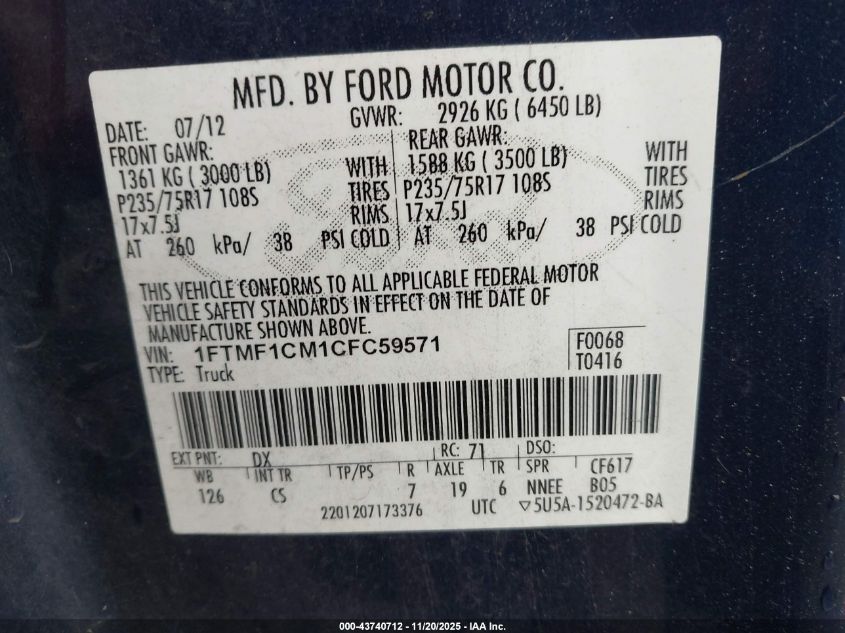 MFD. BY FORD MOTOR CO.
DATE: 07/12 GVWR: 2926 KG ( 6450 LB)
FRONT GAWR: REAR GAWR:
1361 KG ( 3000 LB) WITH 1588 KG ( 3500 LB) WITH
P235/75R17 108S TIRES P235/75R17 108S TIRES
17x7.5J RIMS 17x7.5J RIMS
AT 260 kPa/ 38 PSI COLD AT 260 kPa/ 38 PSI COLD
THIS VEHICLE CONFORMS TO ALL APPLICABLE FEDERAL MOTOR
VEHICLE SAFETY STANDARDS IN EFFECT ON THE DATE OF
MANUFACTURE SHOWN ABOVE.
VIN: 1FTMF1CM1CFC59571 F0068
TYPE: Truck T0416
EXT PNT: DX RC: 71 DSO:
WB INT TR TP/PS R AXLE TR SPR CF617
126 CS 7 19 6 NNEE B05
2201207173376 UTC ▽5U5A-1520472-BA
000-43740712 - 11/20/2025 - IAA Inc.